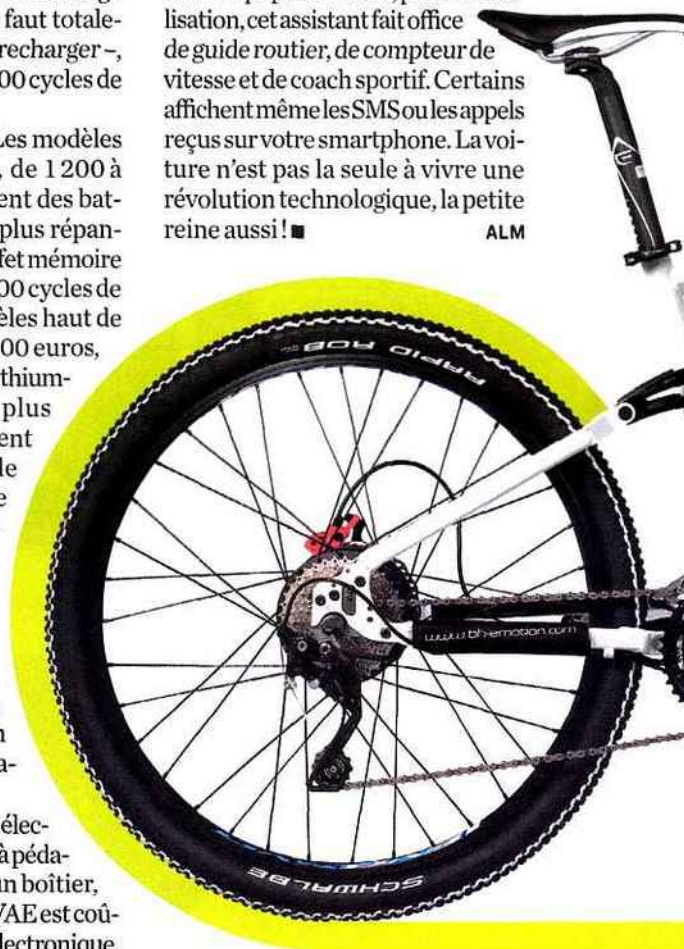 faut totale-
recharger –,
00 cycles de
Les modèles
, de 1 200 à
ent des bat-
plus répan-
fet mémoire
00 cycles de
èles haut de
00 euros,
thium-
plus
ent
le
e
n
a-
élec-
à péda-
un boîtier,
VAE est coû-
lectronique
lisation, cet assistant fait office
de guide routier, de compteur de
vitesse et de coach sportif. Certains
affichent même les SMS ou les appels
reçus sur votre smartphone. La voi-
ture n’est pas la seule à vivre une
révolution technologique, la petite
reine aussi ! ■
ALM
RAPID ROB
www.bh-emotion.com
SCHWALBE